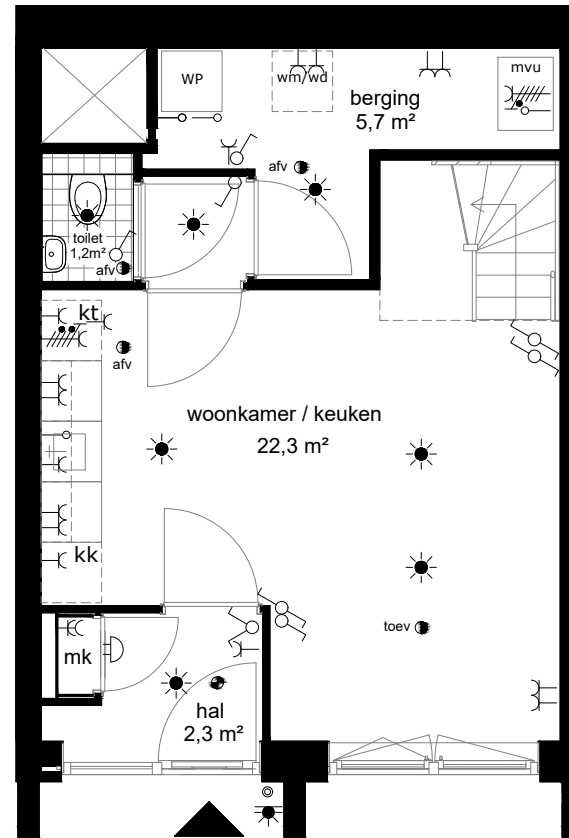 WP
wm/wd
mvu
berging
5,7 m²
afv
toilet
1,2m²
afv
kt
afv
woonkamer / keuken
22,3 m²
kk
toev
mk
hal
2,3 m²